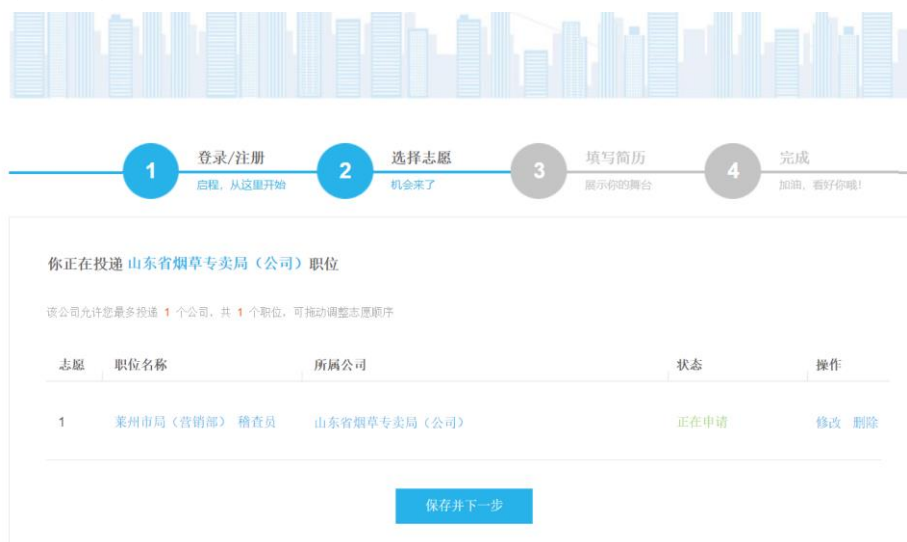 1 登录/注册 2 选择志愿 3 填写简历 4 完成
启程，从这里开始 机会来了 展示你的舞台 加油，看好你哦！
你正在投递 山东省烟草专卖局（公司）职位
该公司允许您最多投递 1 个公司、共 1 个职位，可拖动调整志愿顺序
志愿 职位名称 所属公司 状态 操作
1 莱州市局（营销部） 稽查员 山东省烟草专卖局（公司） 正在申请 修改 删除
保存并下一步